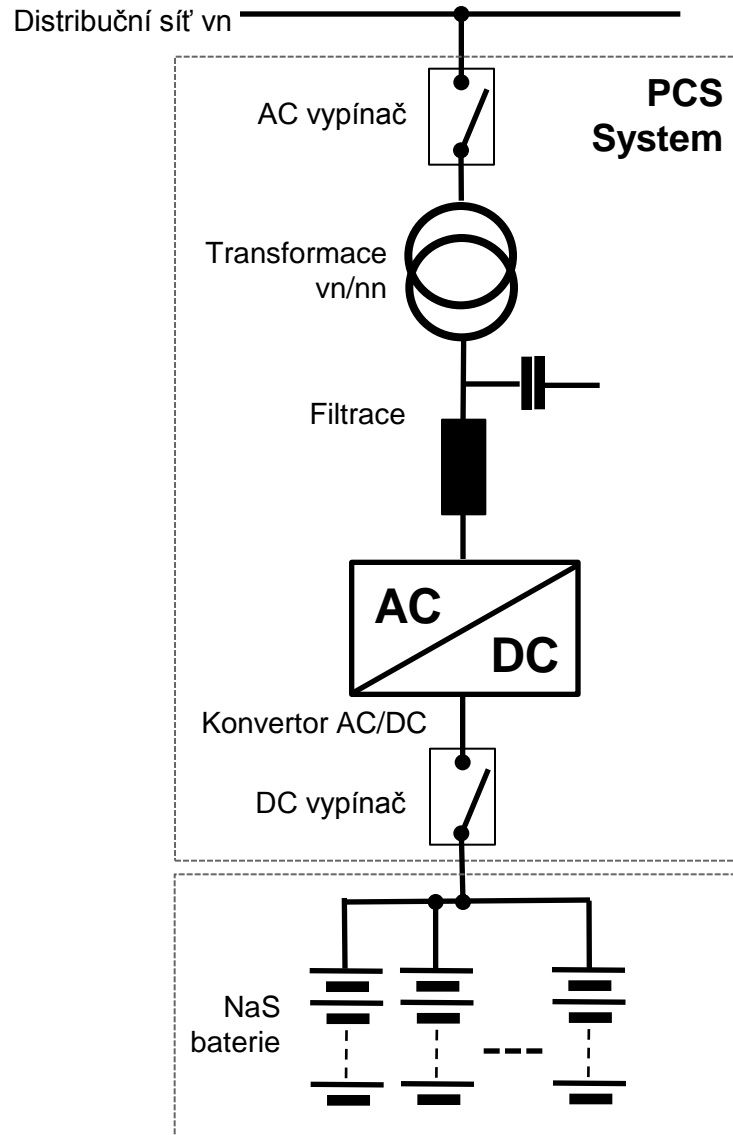 Distribuční síť vn
PCS
System
AC vypínač
Transformace
vn/nn
Filtrace
AC
DC
Konvertor AC/DC
DC vypínač
NaS
baterie